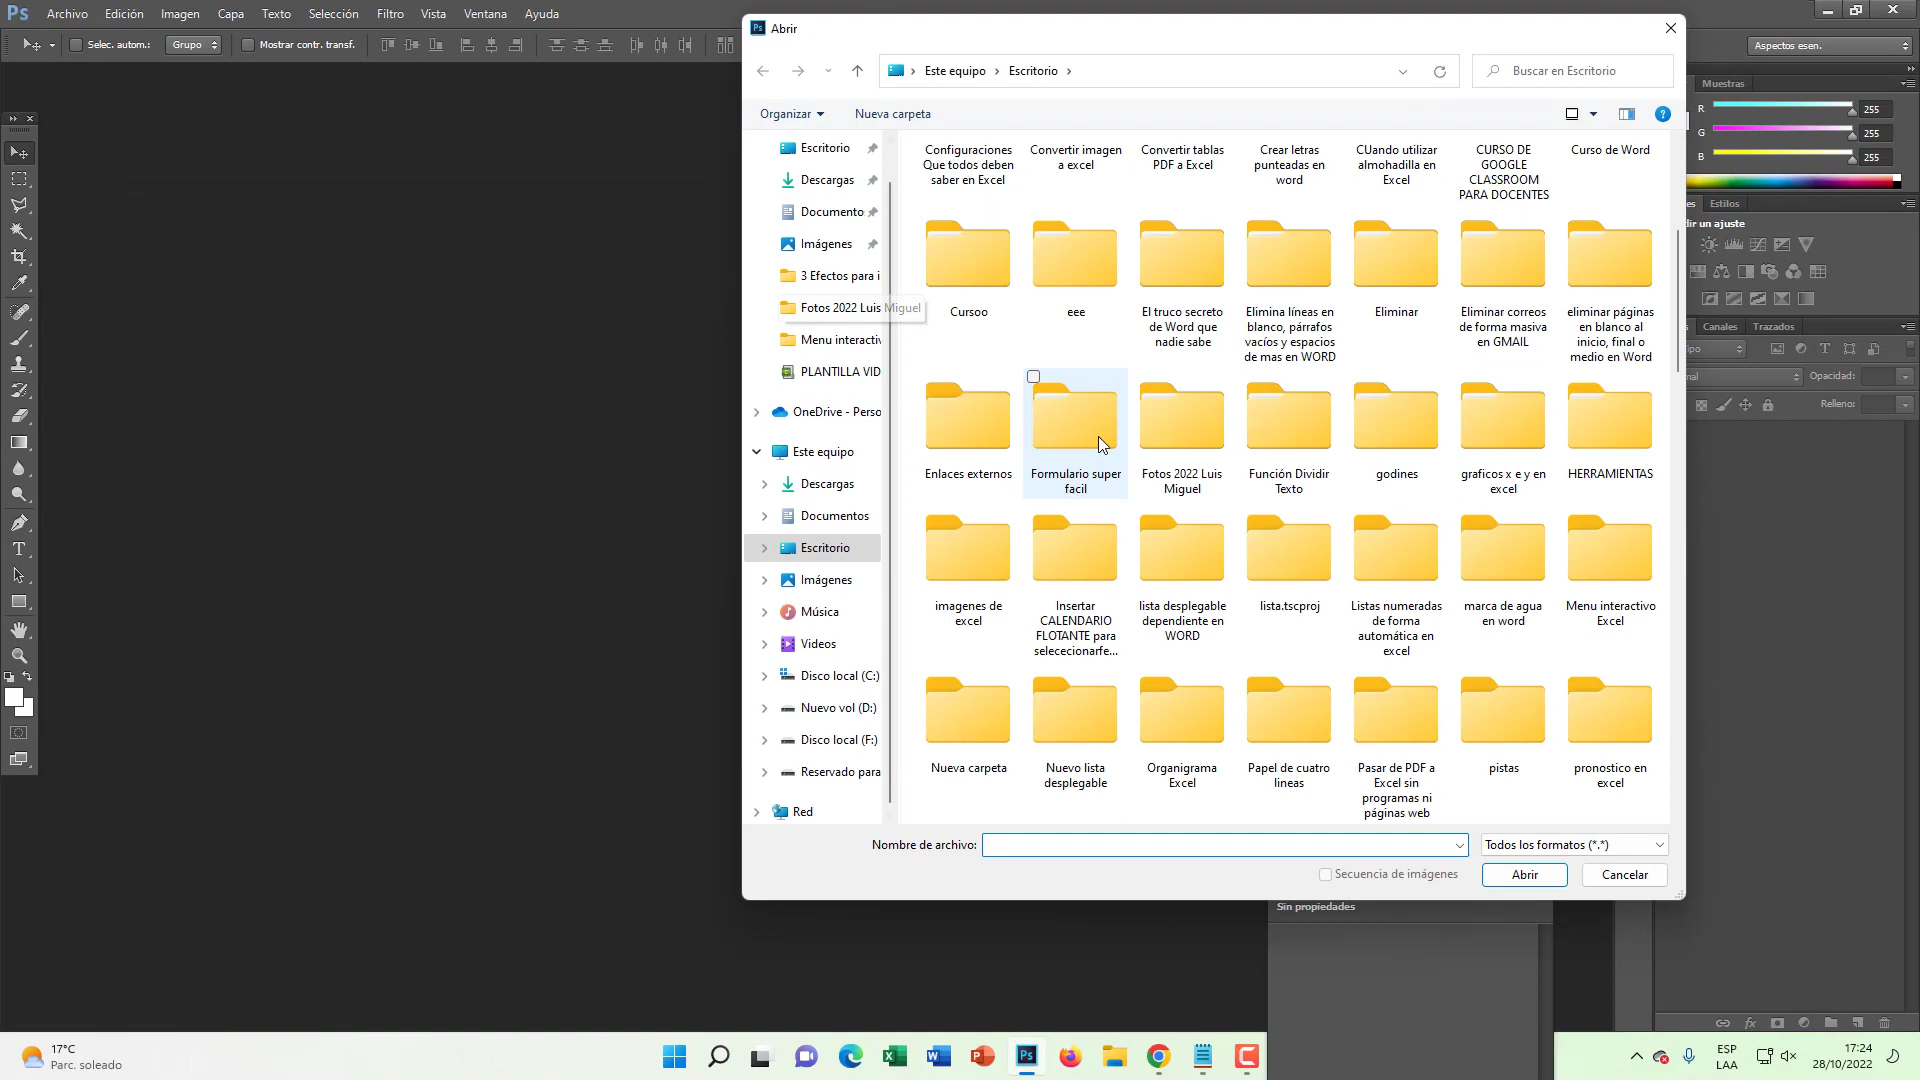 Ps Archivo Edición Imagen Capa Texto Selección Filtro Vista Ventana Ayuda
Selec. autom.: Grupo Mostrar contr. transf. Aspectos esen.
Ps Abrir
Este equipo > Escritorio > Buscar en Escritorio
Organizar Nueva carpeta
Escritorio
Descargas
Documento
Imágenes
3 Efectos para i
Fotos 2022 Luis Miguel
Menu interactiv
PLANTILLA VID
OneDrive - Perso
Este equipo
Descargas
Documentos
Escritorio
Imágenes
Música
Videos
Disco local (C:)
Nuevo vol (D:)
Disco local (F:)
Reservado para
Red
Configuraciones
Que todos deben
saber en Excel
Convertir imagen
a excel
Convertir tablas
PDF a Excel
Crear letras
punteadas en
word
CUando utilizar
almohadilla en
Excel
CURSO DE
GOOGLE
CLASSROOM
PARA DOCENTES
Curso de Word
Cursoo
eee
El truco secreto
de Word que
nadie sabe
Elimina líneas en
blanco, párrafos
vacíos y espacios
de mas en WORD
Eliminar
Eliminar correos
de forma masiva
en GMAIL
eliminar páginas
en blanco al
inicio, final o
medio en Word
Enlaces externos
Formulario super
facil
Fotos 2022 Luis
Miguel
Función Dividir
Texto
godines
graficos x e y en
excel
HERRAMIENTAS
imagenes de
excel
Insertar
CALENDARIO
FLOTANTE para
selececionarfe...
lista desplegable
dependiente en
WORD
lista.tscproj
Listas numeradas
de forma
automática en
excel
marca de agua
en word
Menu interactivo
Excel
Nueva carpeta
Nuevo lista
desplegable
Organigrama
Excel
Papel de cuatro
lineas
Pasar de PDF a
Excel sin
programas ni
páginas web
pistas
pronostico en
excel
Nombre de archivo: Todos los formatos (*.*)
Secuencia de imágenes Abrir Cancelar
Sin propiedades
Muestras
R 255
G 255
B 255
Estilos
dir un ajuste
Canales Trazados
Opacidad:
Relleno:
17°C
Parc. soleado
ESP
LAA
17:24
28/10/2022